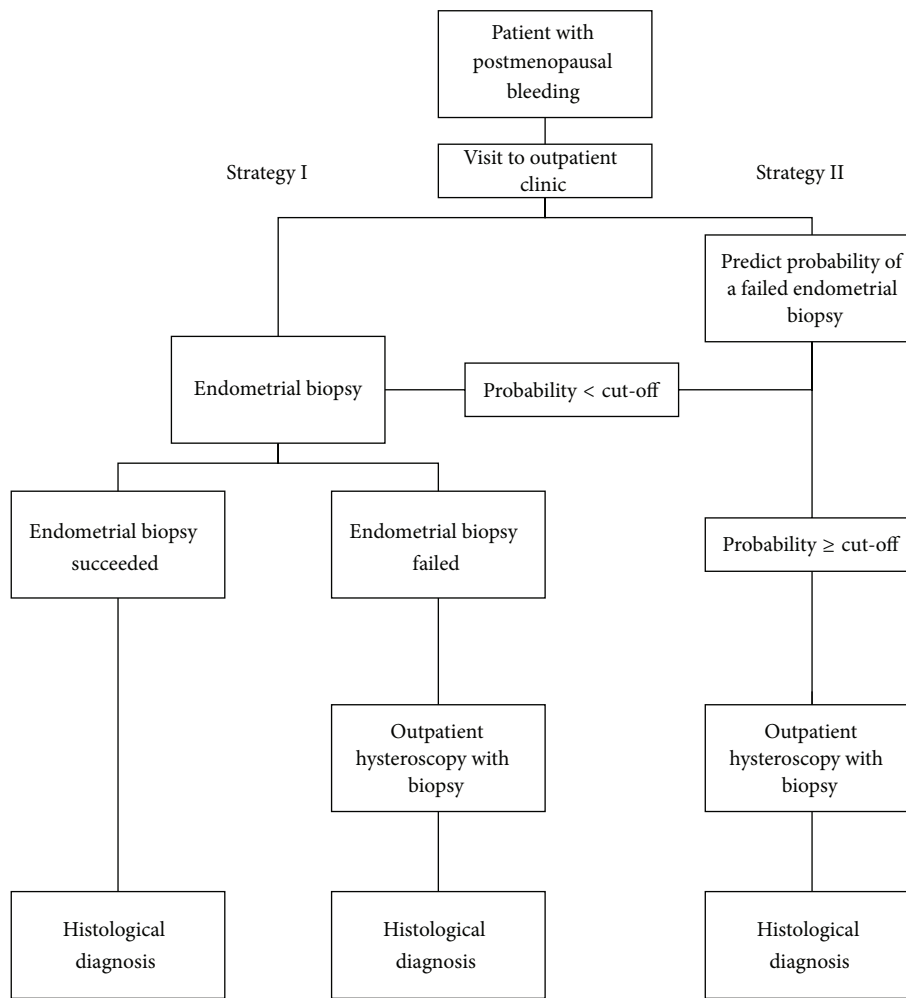 Patient with
postmenopausal
bleeding
Visit to outpatient
clinic
Strategy I
Strategy II
Predict probability of
a failed endometrial
biopsy
Endometrial biopsy
Probability < cut-off
Endometrial biopsy
succeeded
Endometrial biopsy
failed
Probability ≥ cut-off
Outpatient
hysteroscopy with
biopsy
Outpatient
hysteroscopy with
biopsy
Histological
diagnosis
Histological
diagnosis
Histological
diagnosis